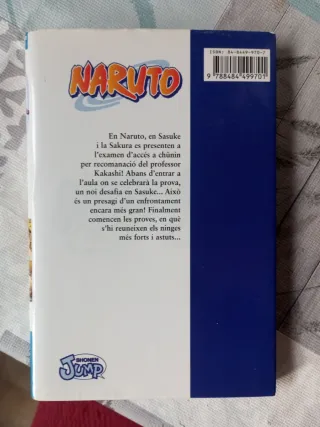 ISBN: 84-8449-970-7
9 788484 499701
NARUTO
En Naruto, en Sasuke
i la Sakura es presenten a
l'examen d'accés a chûnin
per recomanació del professor
Kakashi! Abans d'entrar a
l'aula on se celebrarà la prova,
un noi desafia en Sasuke... Això
és un presagi d'un enfrontament
encara més gran! Finalment
comencen les proves, en què
s'hi reuneixen els ninges
més forts i astuts...
SHONEN
JUMP